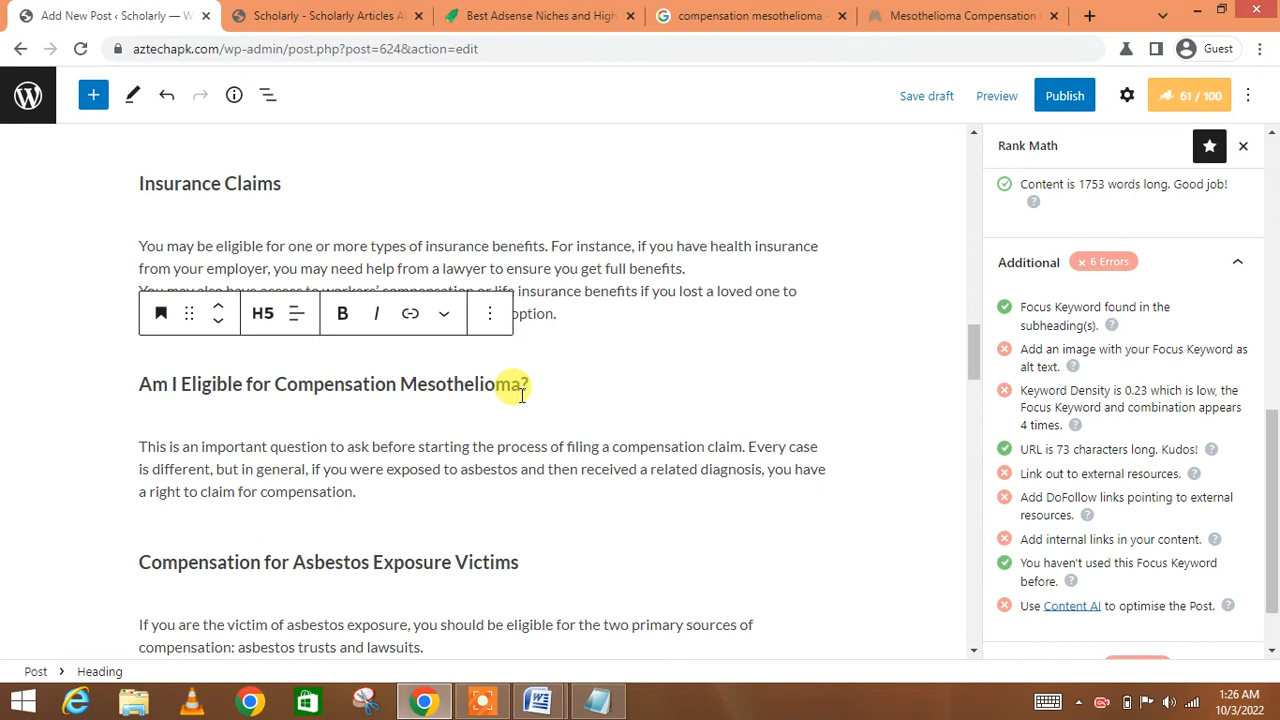 Add New Post ‹ Scholarly — W
Scholarly - Scholarly Articles A
Best Adsense Niches and High
compensation mesothelioma -
Mesothelioma Compensation
aztechapk.com/wp-admin/post.php?post=624&action=edit
Guest
Save draft
Preview
Publish
61 / 100
Insurance Claims
You may be eligible for one or more types of insurance benefits. For instance, if you have health insurance
from your employer, you may need help from a lawyer to ensure you get full benefits.
You may also have access to workers' compensation or life insurance benefits if you lost a loved one to
option.
H5
B
I
Am I Eligible for Compensation Mesothelioma?
This is an important question to ask before starting the process of filing a compensation claim. Every case
is different, but in general, if you were exposed to asbestos and then received a related diagnosis, you have
a right to claim for compensation.
Compensation for Asbestos Exposure Victims
If you are the victim of asbestos exposure, you should be eligible for the two primary sources of
compensation: asbestos trusts and lawsuits.
Rank Math
Content is 1753 words long. Good job!
Additional
× 6 Errors
Focus Keyword found in the
subheading(s).
Add an image with your Focus Keyword as
alt text.
Keyword Density is 0.23 which is low, the
Focus Keyword and combination appears
4 times.
URL is 73 characters long. Kudos!
Link out to external resources.
Add DoFollow links pointing to external
resources.
Add internal links in your content.
You haven't used this Focus Keyword
before.
Use Content AI to optimise the Post.
Post
Heading
1:26 AM
10/3/2022